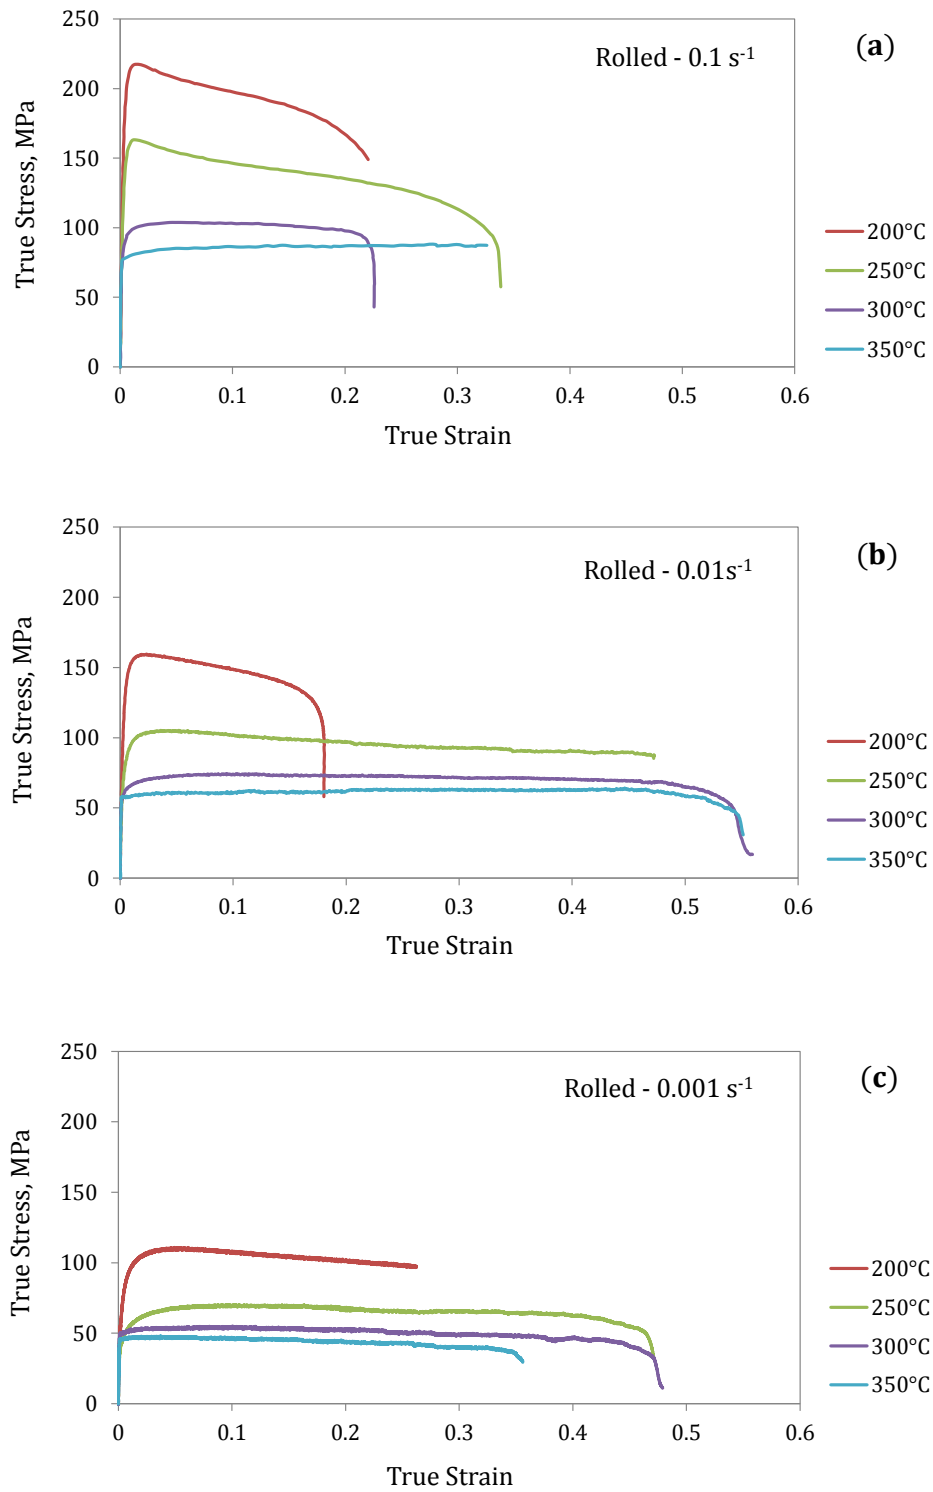 250
200
150
100
50
0
True Stress, MPa
Rolled - 0.1 s⁻¹
(a)
200°C
250°C
300°C
350°C
0 0.1 0.2 0.3 0.4 0.5 0.6
True Strain
250
200
150
100
50
0
True Stress, MPa
Rolled - 0.01s⁻¹
(b)
200°C
250°C
300°C
350°C
0 0.1 0.2 0.3 0.4 0.5 0.6
True Strain
250
200
150
100
50
0
True Stress, MPa
Rolled - 0.001 s⁻¹
(c)
200°C
250°C
300°C
350°C
0 0.1 0.2 0.3 0.4 0.5 0.6
True Strain